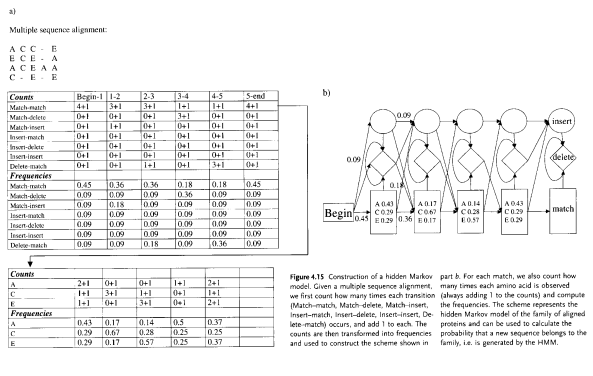 a)
Multiple sequence alignment:
A C C - E
E C E - A
A C E A A
C - E - E
Counts Begin-1 1-2 2-3 3-4 4-5 5-end
Match-match 4+1 3+1 3+1 1+1 1+1 4+1
Match-delete 0+1 0+1 0+1 3+1 0+1 0+1
Match-insert 0+1 1+1 0+1 0+1 0+1 0+1
Insert-match 0+1 0+1 0+1 0+1 0+1 0+1
Insert-delete 0+1 0+1 0+1 0+1 0+1 0+1
Insert-insert 0+1 0+1 0+1 0+1 0+1 0+1
Delete-match 0+1 0+1 1+1 0+1 3+1 0+1
Frequencies
Match-match 0.45 0.36 0.36 0.18 0.18 0.45
Match-delete 0.09 0.09 0.09 0.36 0.09 0.09
Match-insert 0.09 0.18 0.09 0.09 0.09 0.09
Insert-match 0.09 0.09 0.09 0.09 0.09 0.09
Insert-delete 0.09 0.09 0.09 0.09 0.09 0.09
Insert-insert 0.09 0.09 0.09 0.09 0.09 0.09
Delete-match 0.09 0.09 0.18 0.09 0.36 0.09
Counts
A 2+1 0+1 0+1 1+1 2+1
C 1+1 3+1 1+1 0+1 0+1
E 1+1 0+1 3+1 0+1 2+1
Frequencies
A 0.43 0.17 0.14 0.5 0.37
C 0.29 0.67 0.28 0.25 0.25
E 0.29 0.17 0.57 0.25 0.37
b)
0.09
insert
0.09
delete
0.18
A 0.43
C 0.29
E 0.29
A 0.17
C 0.67
E 0.17
A 0.14
C 0.28
E 0.57
A 0.43
C 0.29
E 0.29
match
Begin
0.45
0.36
Figure 4.15 Construction of a hidden Markov
model. Given a multiple sequence alignment,
we first count how many times each transition
(Match–match, Match–delete, Match–insert,
Insert–match, Insert–delete, Insert–insert, De-
lete–match) occurs, and add 1 to each. The
counts are then transformed into frequencies
and used to construct the scheme shown in
part b. For each match, we also count how
many times each amino acid is observed
(always adding 1 to the counts) and compute
the frequencies. The scheme represents the
hidden Markov model of the family of aligned
proteins and can be used to calculate the
probability that a new sequence belongs to the
family, i.e. is generated by the HMM.